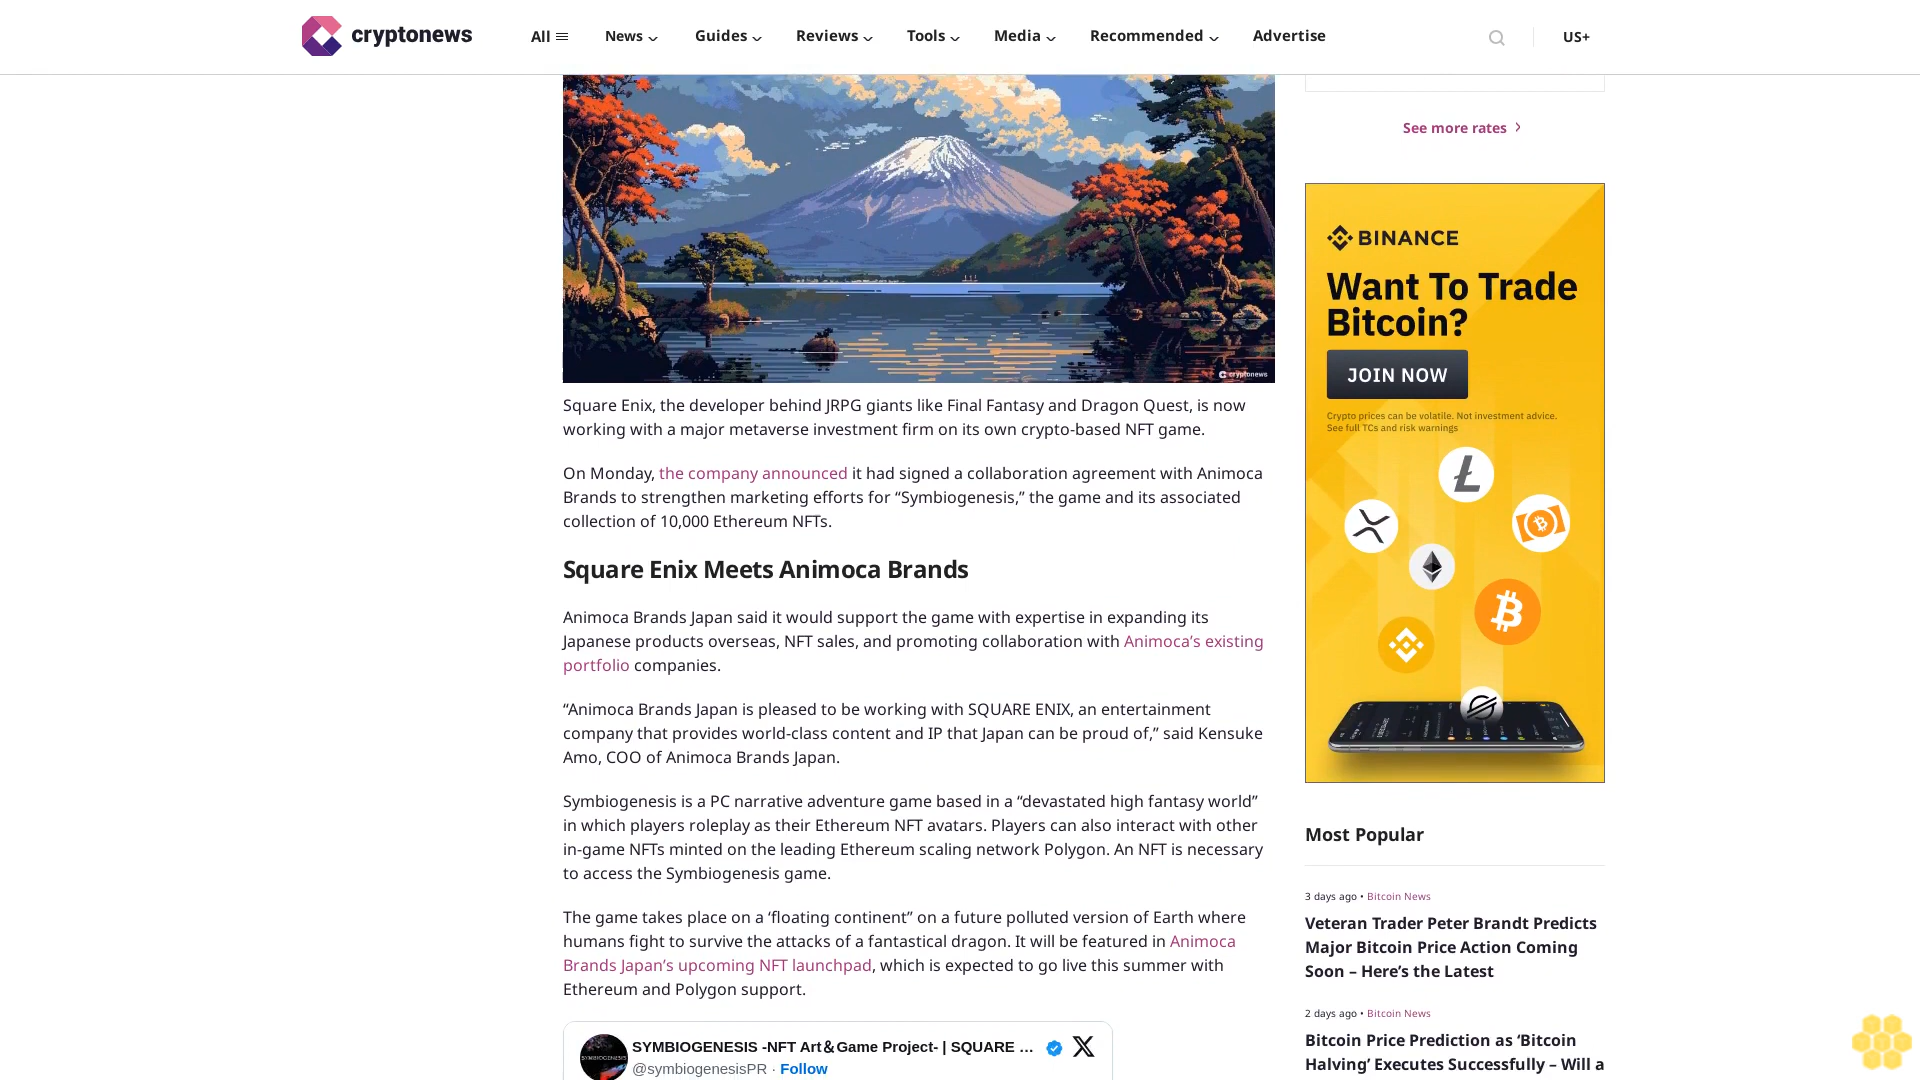 cryptonews
All
News
Guides
Reviews
Tools
Media
Recommended
Advertise
US+
See more rates
cryptonews
BINANCE
Want To Trade
Bitcoin?
JOIN NOW
Crypto prices can be volatile. Not investment advice.
See full TCs and risk warnings
Square Enix, the developer behind JRPG giants like Final Fantasy and Dragon Quest, is now
working with a major metaverse investment firm on its own crypto-based NFT game.
On Monday, the company announced it had signed a collaboration agreement with Animoca
Brands to strengthen marketing efforts for “Symbiogenesis,” the game and its associated
collection of 10,000 Ethereum NFTs.
Square Enix Meets Animoca Brands
Animoca Brands Japan said it would support the game with expertise in expanding its
Japanese products overseas, NFT sales, and promoting collaboration with Animoca’s existing
portfolio companies.
“Animoca Brands Japan is pleased to be working with SQUARE ENIX, an entertainment
company that provides world-class content and IP that Japan can be proud of,” said Kensuke
Amo, COO of Animoca Brands Japan.
Symbiogenesis is a PC narrative adventure game based in a “devastated high fantasy world”
in which players roleplay as their Ethereum NFT avatars. Players can also interact with other
in-game NFTs minted on the leading Ethereum scaling network Polygon. An NFT is necessary
to access the Symbiogenesis game.
The game takes place on a ‘floating continent” on a future polluted version of Earth where
humans fight to survive the attacks of a fantastical dragon. It will be featured in Animoca
Brands Japan’s upcoming NFT launchpad, which is expected to go live this summer with
Ethereum and Polygon support.
SYMBIOGENESIS
SYMBIOGENESIS -NFT Art＆Game Project- | SQUARE ...
@symbiogenesisPR · Follow
Most Popular
3 days ago • Bitcoin News
Veteran Trader Peter Brandt Predicts
Major Bitcoin Price Action Coming
Soon – Here’s the Latest
2 days ago • Bitcoin News
Bitcoin Price Prediction as ‘Bitcoin
Halving’ Executes Successfully – Will a